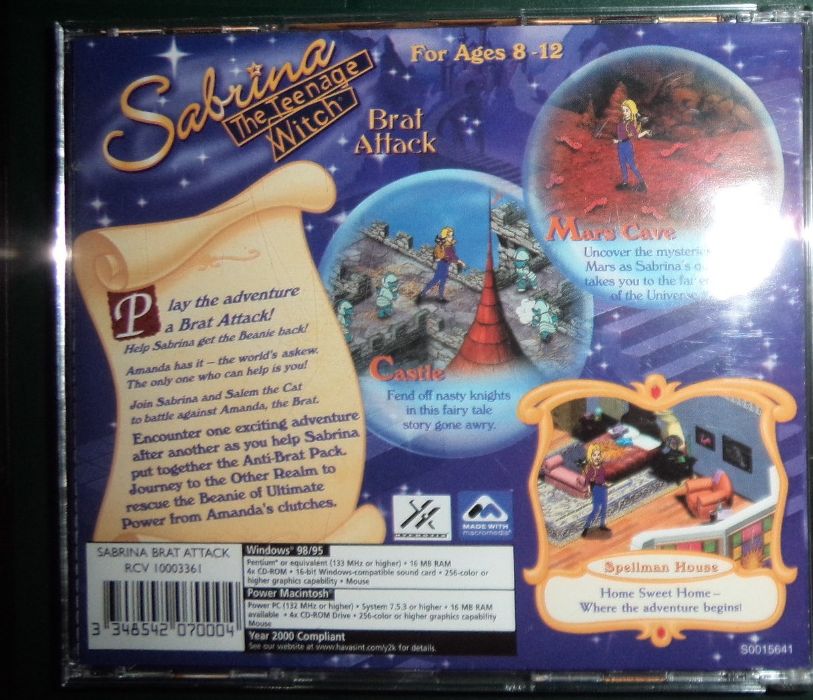 Sabrina
The Teenage
Witch
For Ages 8-12
Brat
Attack
Mars Cave
Uncover the
Mars as Sabrina's
takes you to the far
of the Universe
Play the adventure
a Brat Attack!
Help Sabrina get the Beanie back!
Amanda has it – the world's askew.
The only one who can help is you!
Join Sabrina and Salem the Cat
to battle against Amanda, the Brat.
Encounter one exciting adventure
after another as you help Sabrina
put together the Anti-Brat Pack.
Journey to the Other Realm to
rescue the Beanie of Ultimate
Power from Amanda's clutches.
Castle
Fend off nasty knights
in this fairy tale
story gone awry.
Spellman House
Home Sweet Home –
Where the adventure begins!
MADE WITH
macromedia
SABRINA BRAT ATTACK
RCV 10003361
3 348542 070004
Windows® 98/95
Pentium® or equivalent (133 MHz or higher) • 16 MB RAM
4x CD-ROM • 16-bit Windows-compatible sound card • 256-color or
higher graphics capability • Mouse
Power Macintosh®
Power PC (132 MHz or higher) • System 7.5.3 or higher • 16 MB RAM
available • 4x CD-ROM Drive • 256-color or higher graphics capability
Mouse
Year 2000 Compliant
See our website at www.havasint.com/y2k for details.
S0015641